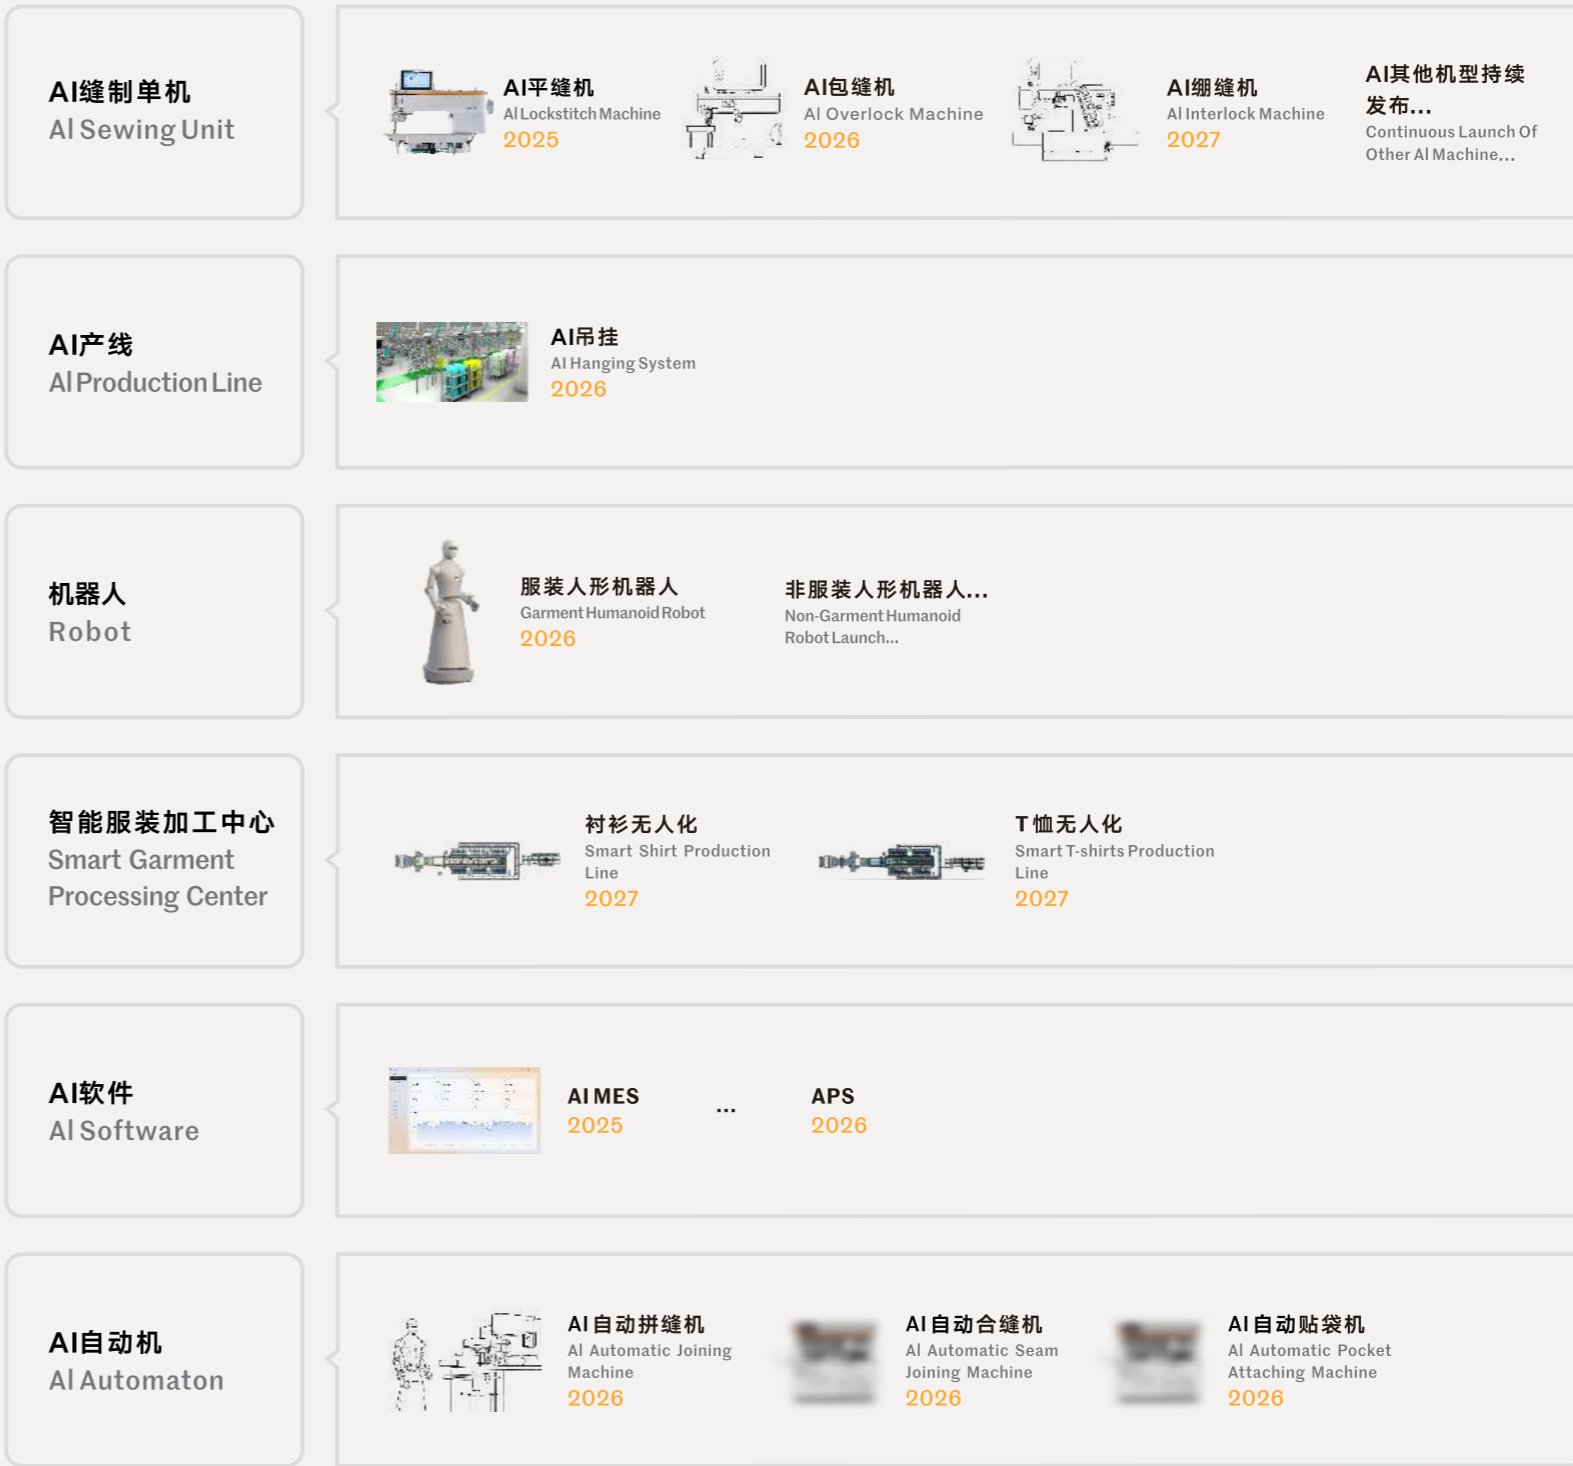 AI缝制单机
AI Sewing Unit
AI平缝机
AI Lockstitch Machine
2025
AI包缝机
AI Overlock Machine
2026
AI绷缝机
AI Interlock Machine
2027
AI其他机型持续
发布...
Continuous Launch Of
Other AI Machine...
AI产线
AI Production Line
AI吊挂
AI Hanging System
2026
机器人
Robot
服装人形机器人
Garment Humanoid Robot
2026
非服装人形机器人...
Non-Garment Humanoid
Robot Launch...
智能服装加工中心
Smart Garment
Processing Center
衬衫无人化
Smart Shirt Production
Line
2027
T恤无人化
Smart T-shirts Production
Line
2027
AI软件
AI Software
AI MES
2025
...
APS
2026
AI自动机
AI Automaton
AI自动拼缝机
AI Automatic Joining
Machine
2026
AI自动合缝机
AI Automatic Seam
Joining Machine
2026
AI自动贴袋机
AI Automatic Pocket
Attaching Machine
2026